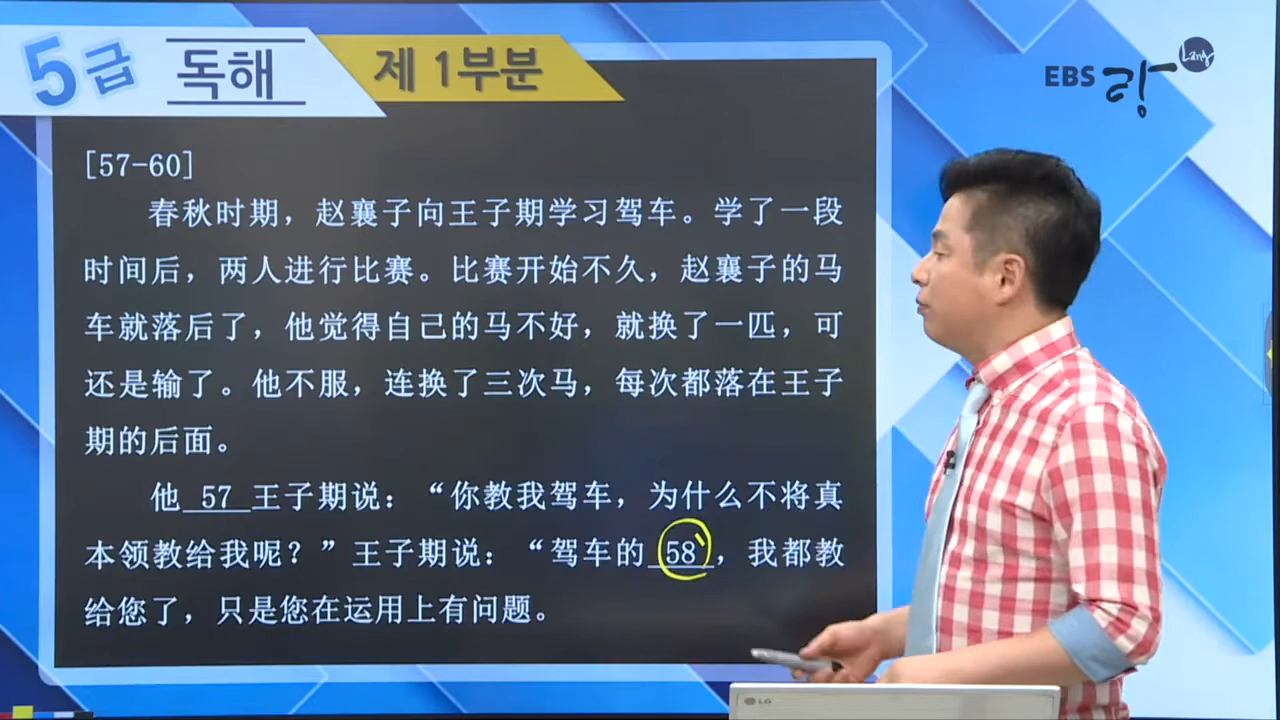 5급 독해 제 1부분
EBS 랑 Lang
[57-60]
春秋时期，赵襄子向王子期学习驾车。学了一段
时间后，两人进行比赛。比赛开始不久，赵襄子的马
车就落后了，他觉得自己的马不好，就换了一匹，可
还是输了。他不服，连换了三次马，每次都落在王子
期的后面。
他 57 王子期说：“你教我驾车，为什么不将真
本领教给我呢？”王子期说：“驾车的 58 ，我都教
给您了，只是您在运用上有问题。
LG